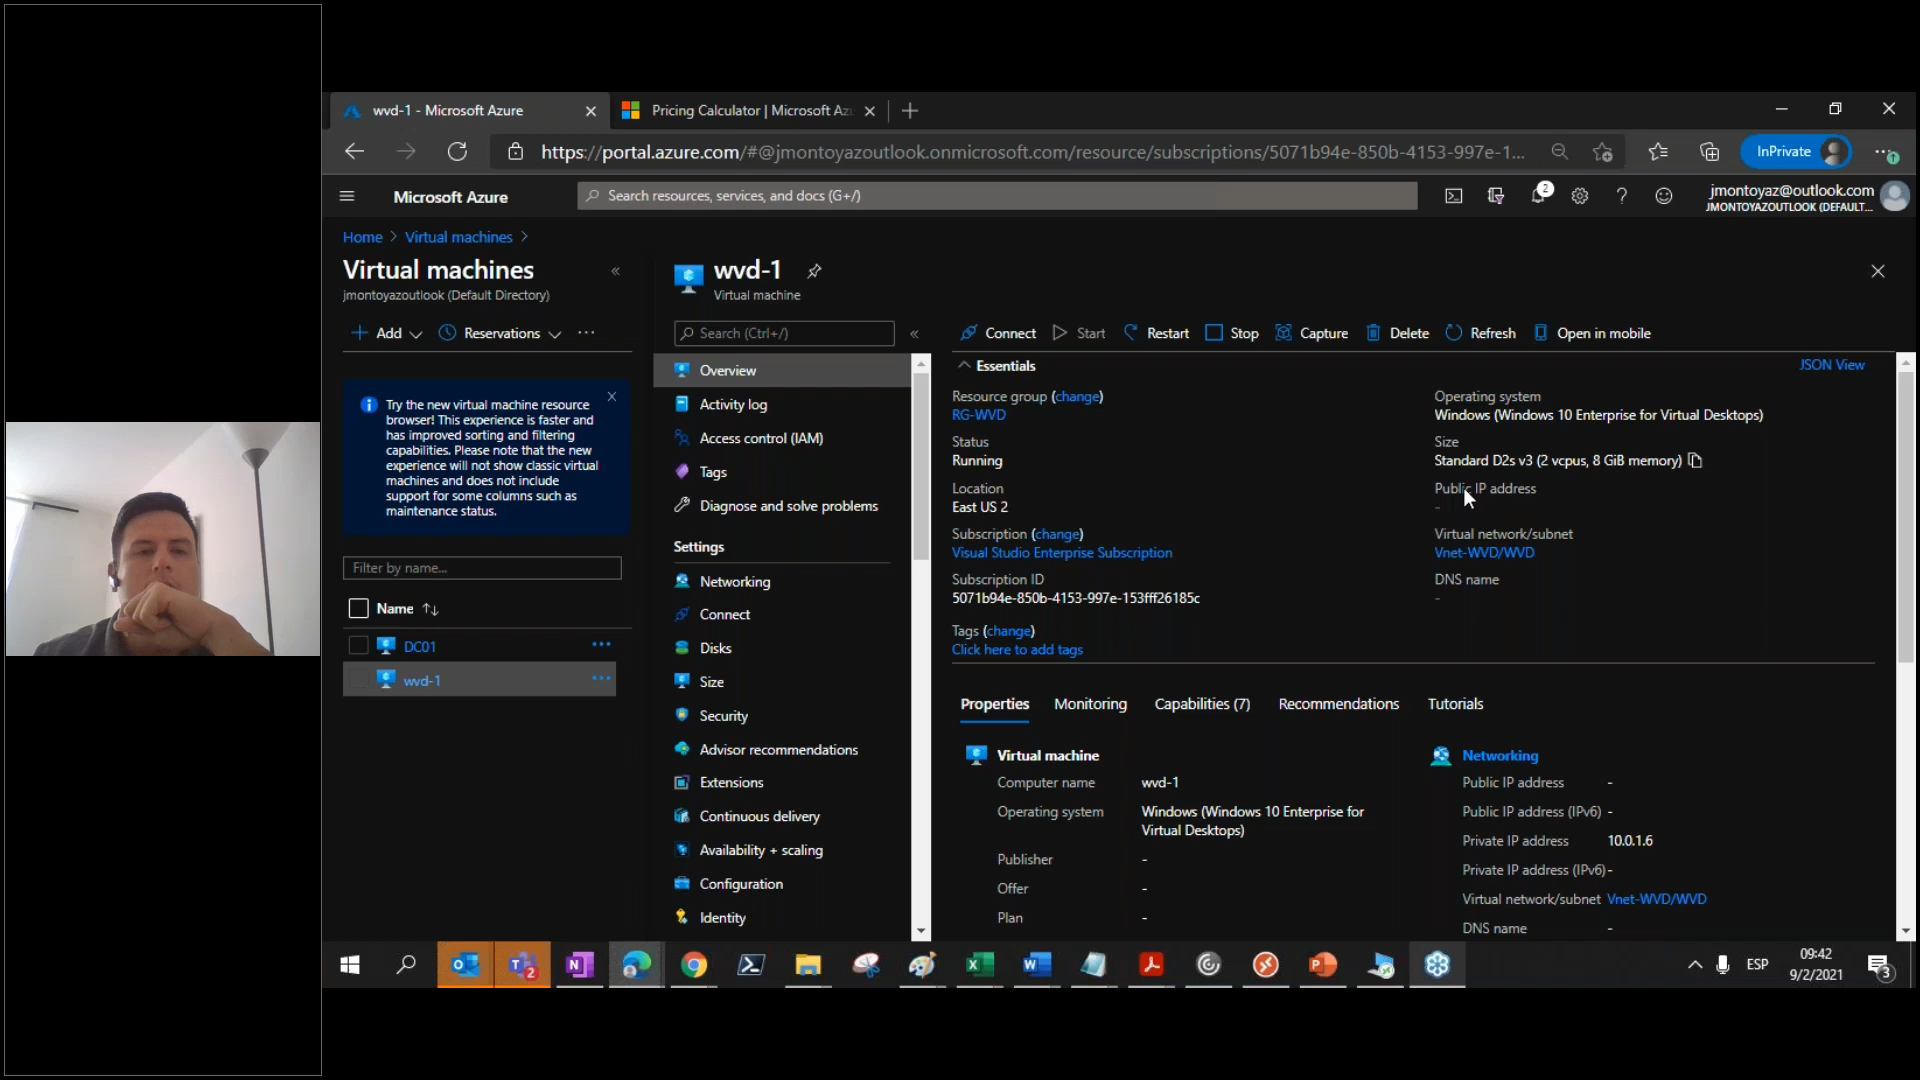 wvd-1 - Microsoft Azure
Pricing Calculator | Microsoft Az
https://portal.azure.com/#@jmontoyazoutlook.onmicrosoft.com/resource/subscriptions/5071b94e-850b-4153-997e-1...
InPrivate
Microsoft Azure
Search resources, services, and docs (G+/)
2
jmontoyaz@outlook.com
JMONTOYAZOUTLOOK (DEFAULT...
Home > Virtual machines >
Virtual machines
jmontoyazoutlook (Default Directory)
Add
Reservations
Try the new virtual machine resource
browser! This experience is faster and
has improved sorting and filtering
capabilities. Please note that the new
experience will not show classic virtual
machines and does not include
support for some columns such as
maintenance status.
Filter by name...
Name
DC01
wvd-1
wvd-1
Virtual machine
Search (Ctrl+/)
Overview
Activity log
Access control (IAM)
Tags
Diagnose and solve problems
Settings
Networking
Connect
Disks
Size
Security
Advisor recommendations
Extensions
Continuous delivery
Availability + scaling
Configuration
Identity
Connect
Start
Restart
Stop
Capture
Delete
Refresh
Open in mobile
Essentials
JSON View
Resource group (change)
RG-WVD
Status
Running
Location
East US 2
Subscription (change)
Visual Studio Enterprise Subscription
Subscription ID
5071b94e-850b-4153-997e-153fff26185c
Tags (change)
Click here to add tags
Operating system
Windows (Windows 10 Enterprise for Virtual Desktops)
Size
Standard D2s v3 (2 vcpus, 8 GiB memory)
Public IP address
-
Virtual network/subnet
Vnet-WVD/WVD
DNS name
-
Properties
Monitoring
Capabilities (7)
Recommendations
Tutorials
Virtual machine
Computer name wvd-1
Operating system Windows (Windows 10 Enterprise for
Virtual Desktops)
Publisher -
Offer -
Plan -
Networking
Public IP address -
Public IP address (IPv6) -
Private IP address 10.0.1.6
Private IP address (IPv6) -
Virtual network/subnet Vnet-WVD/WVD
DNS name -
2
ESP
09:42
9/2/2021
3